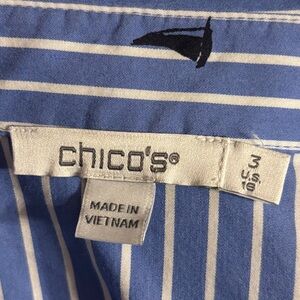 chico's®
3
U.S.
16
MADE IN
VIETNAM